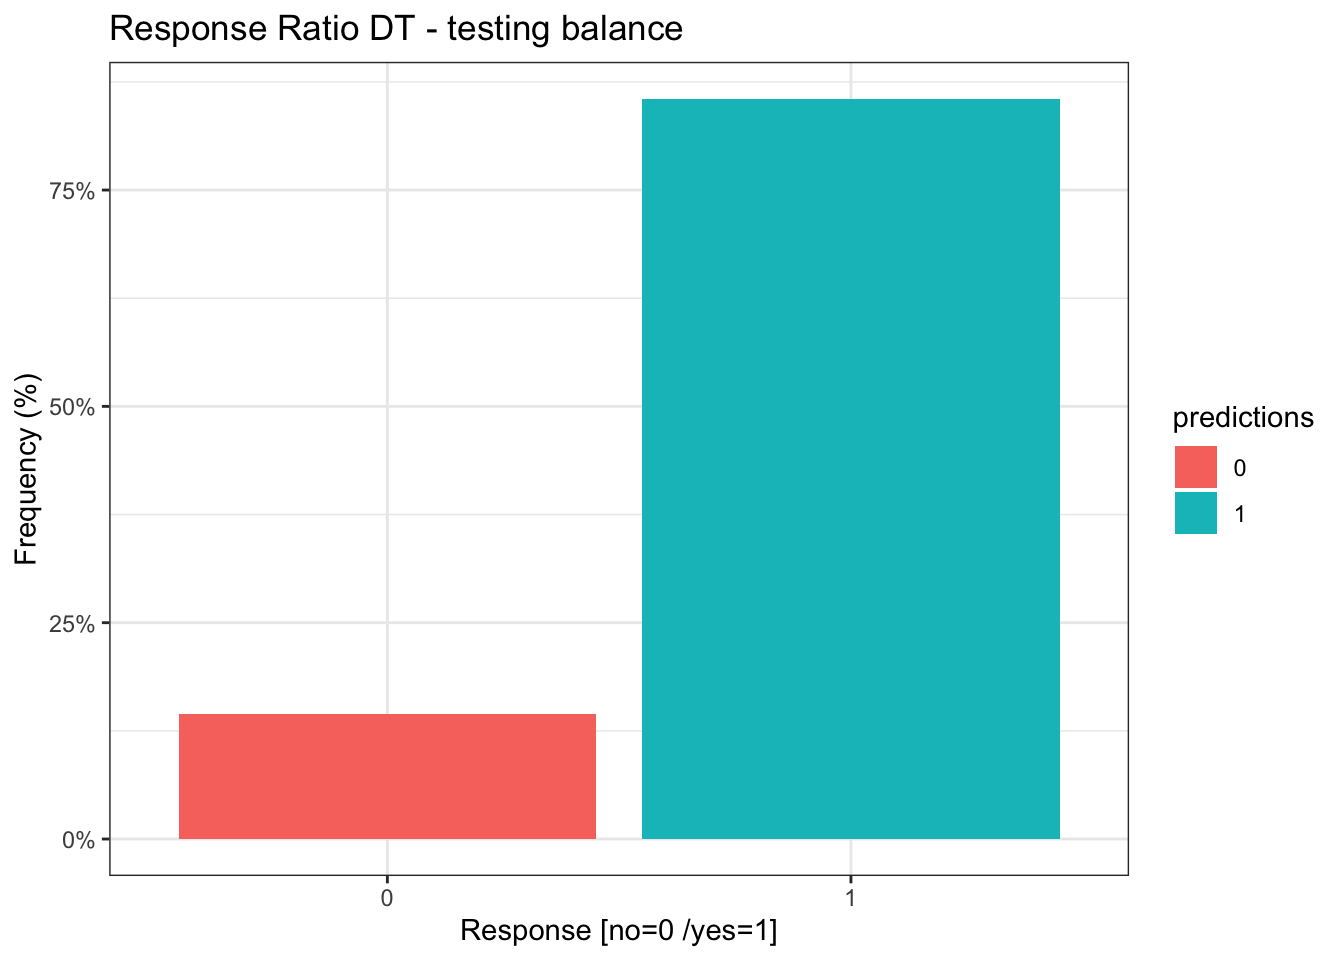 Response Ratio DT - testing balance
Frequency (%)
75%
50%
25%
0%
0
1
Response [no=0 /yes=1]
predictions
0
1